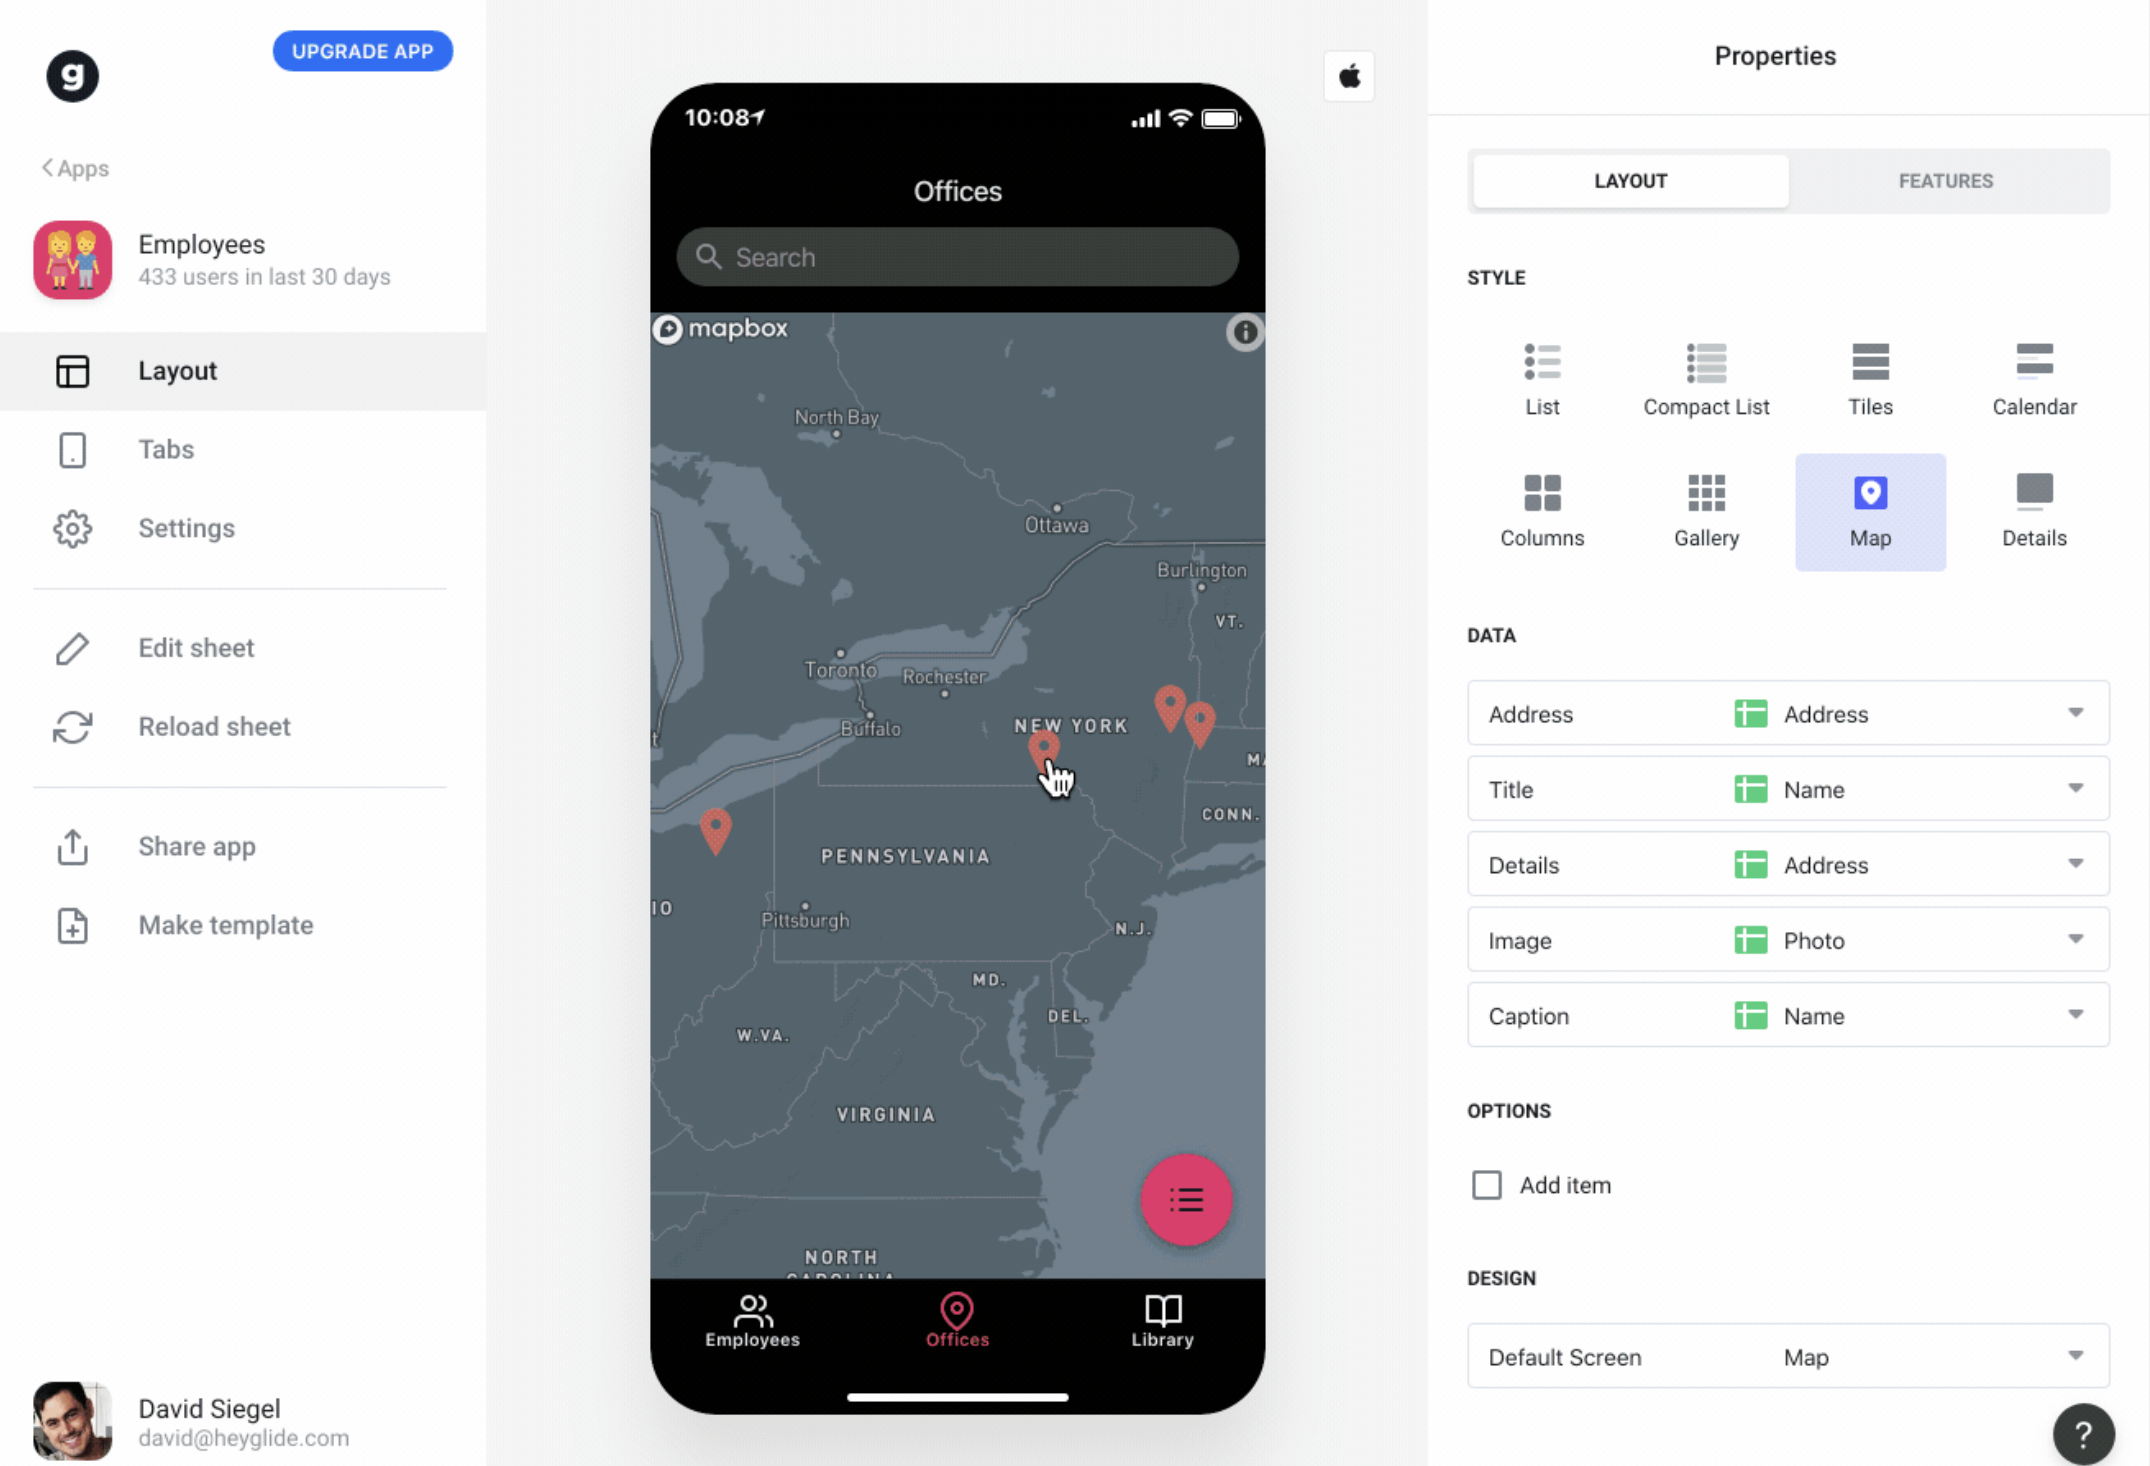 g
UPGRADE APP
Apps
Employees
433 users in last 30 days
Layout
Tabs
Settings
Edit sheet
Reload sheet
Share app
Make template
David Siegel
david@heyglide.com
10:08
Offices
Search
mapbox
North Bay
Ottawa
Burlington
VT.
Toronto
Rochester
Buffalo
NEW YORK
t
MA
CONN.
PENNSYLVANIA
IO
Pittsburgh
N.J.
MD.
DEL.
W.VA.
VIRGINIA
NORTH
CAROLINA
Employees
Offices
Library
Properties
LAYOUT
FEATURES
STYLE
List
Compact List
Tiles
Calendar
Columns
Gallery
Map
Details
DATA
Address Address
Title Name
Details Address
Image Photo
Caption Name
OPTIONS
Add item
DESIGN
Default Screen Map
?